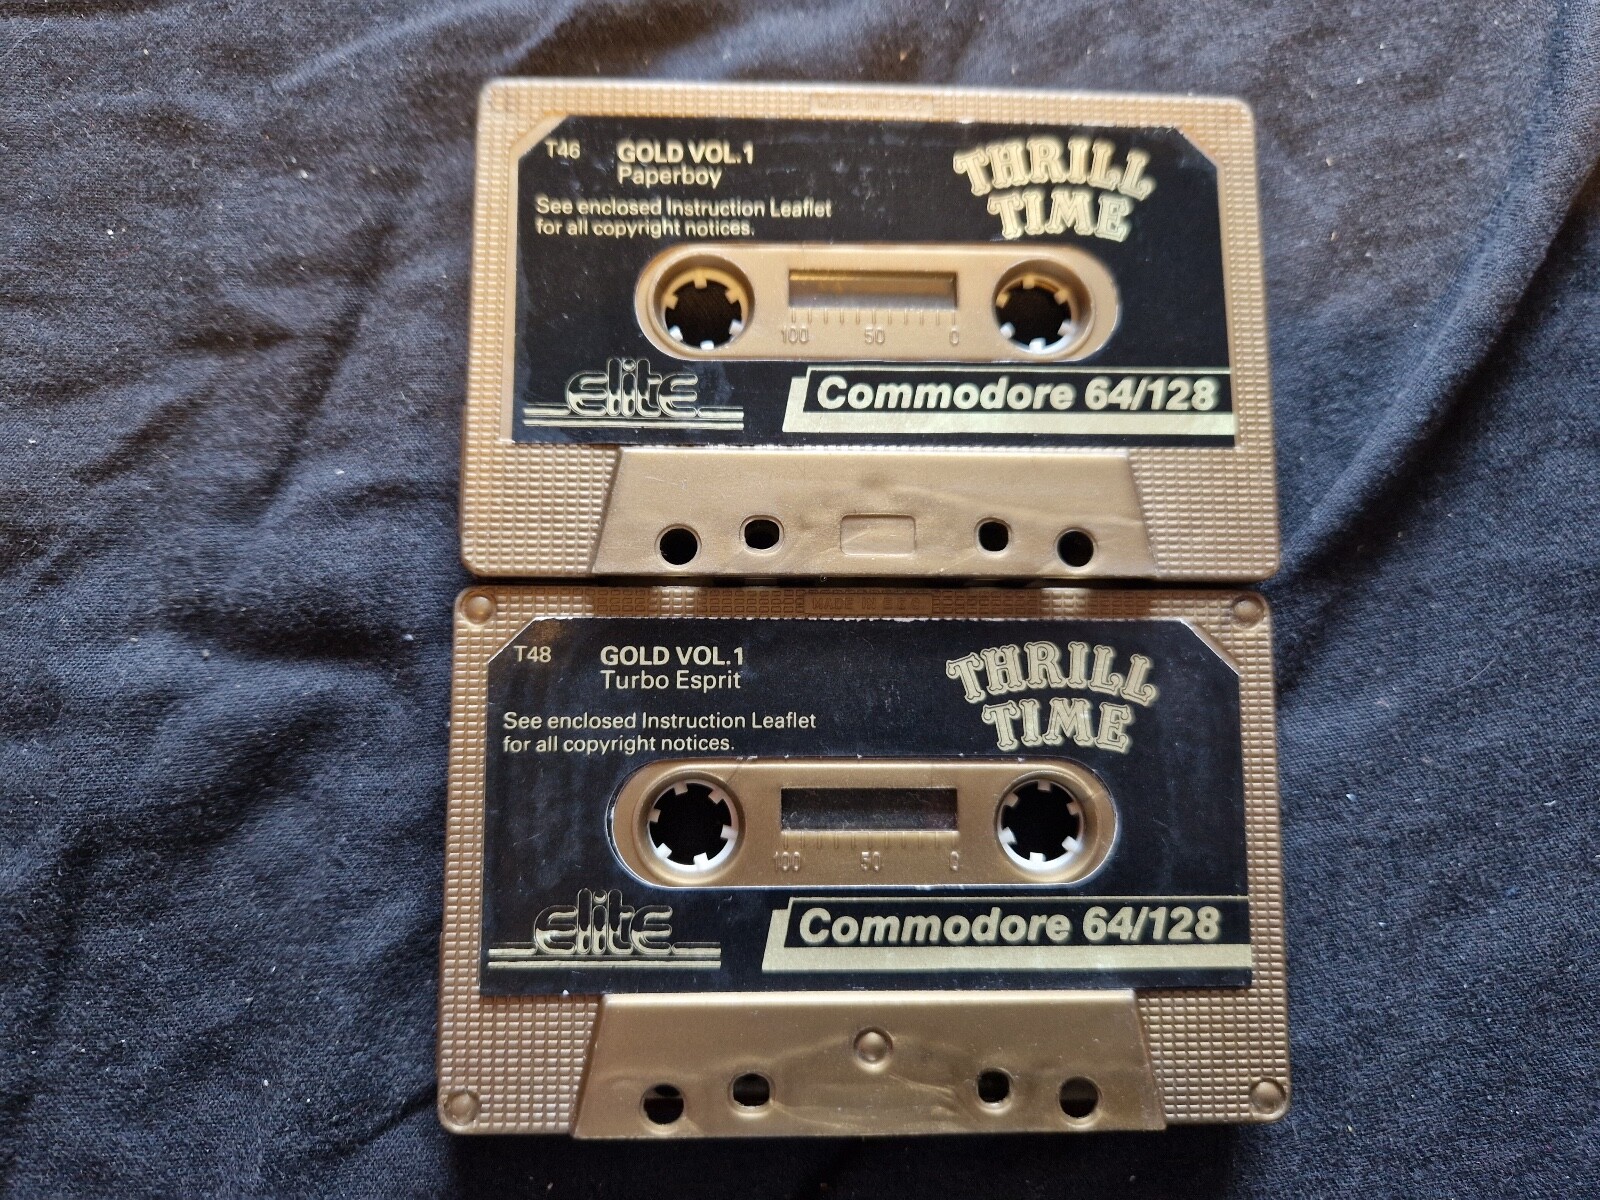 T46 GOLD VOL.1
Paperboy
See enclosed Instruction Leaflet
for all copyright notices.
THRILL
TIME
100 50 0
elite
Commodore 64/128
MADE IN
T48 GOLD VOL.1
Turbo Esprit
See enclosed Instruction Leaflet
for all copyright notices.
THRILL
TIME
100 50 0
elite
Commodore 64/128